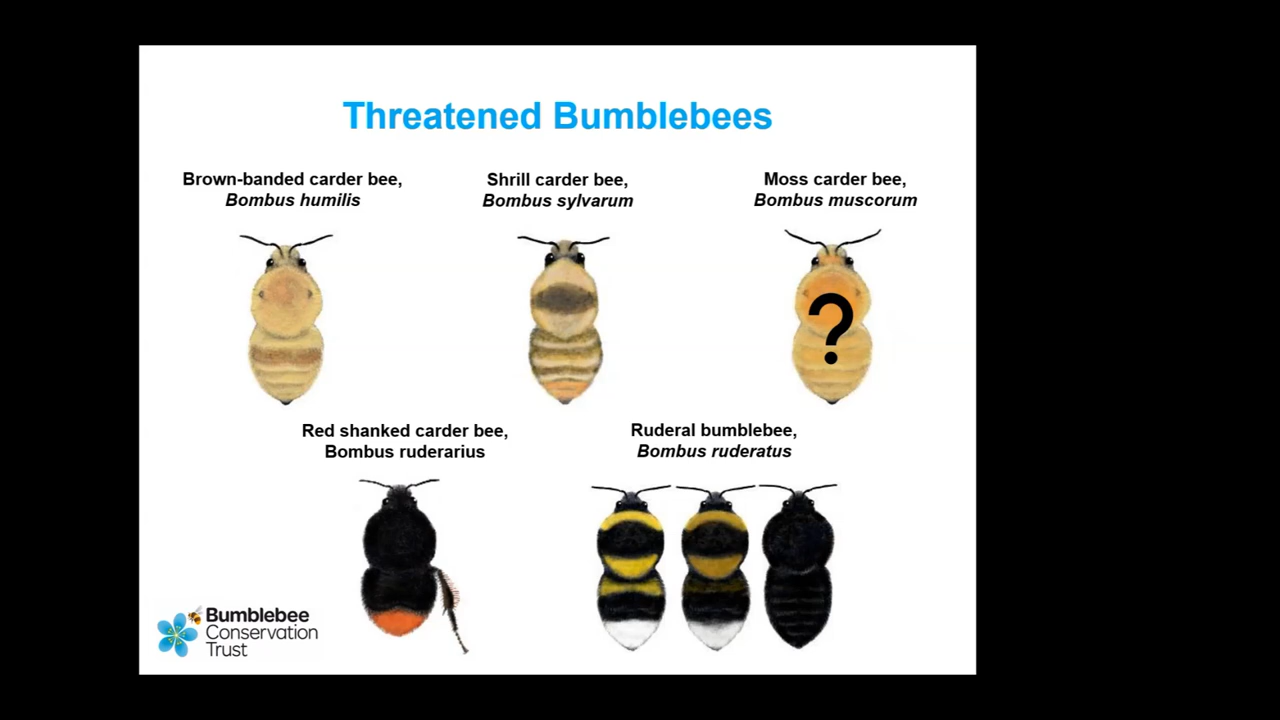 Threatened Bumblebees
Brown-banded carder bee,
Bombus humilis
Shrill carder bee,
Bombus sylvarum
Moss carder bee,
Bombus muscorum
?
Red shanked carder bee,
Bombus ruderarius
Ruderal bumblebee,
Bombus ruderatus
Bumblebee
Conservation
Trust